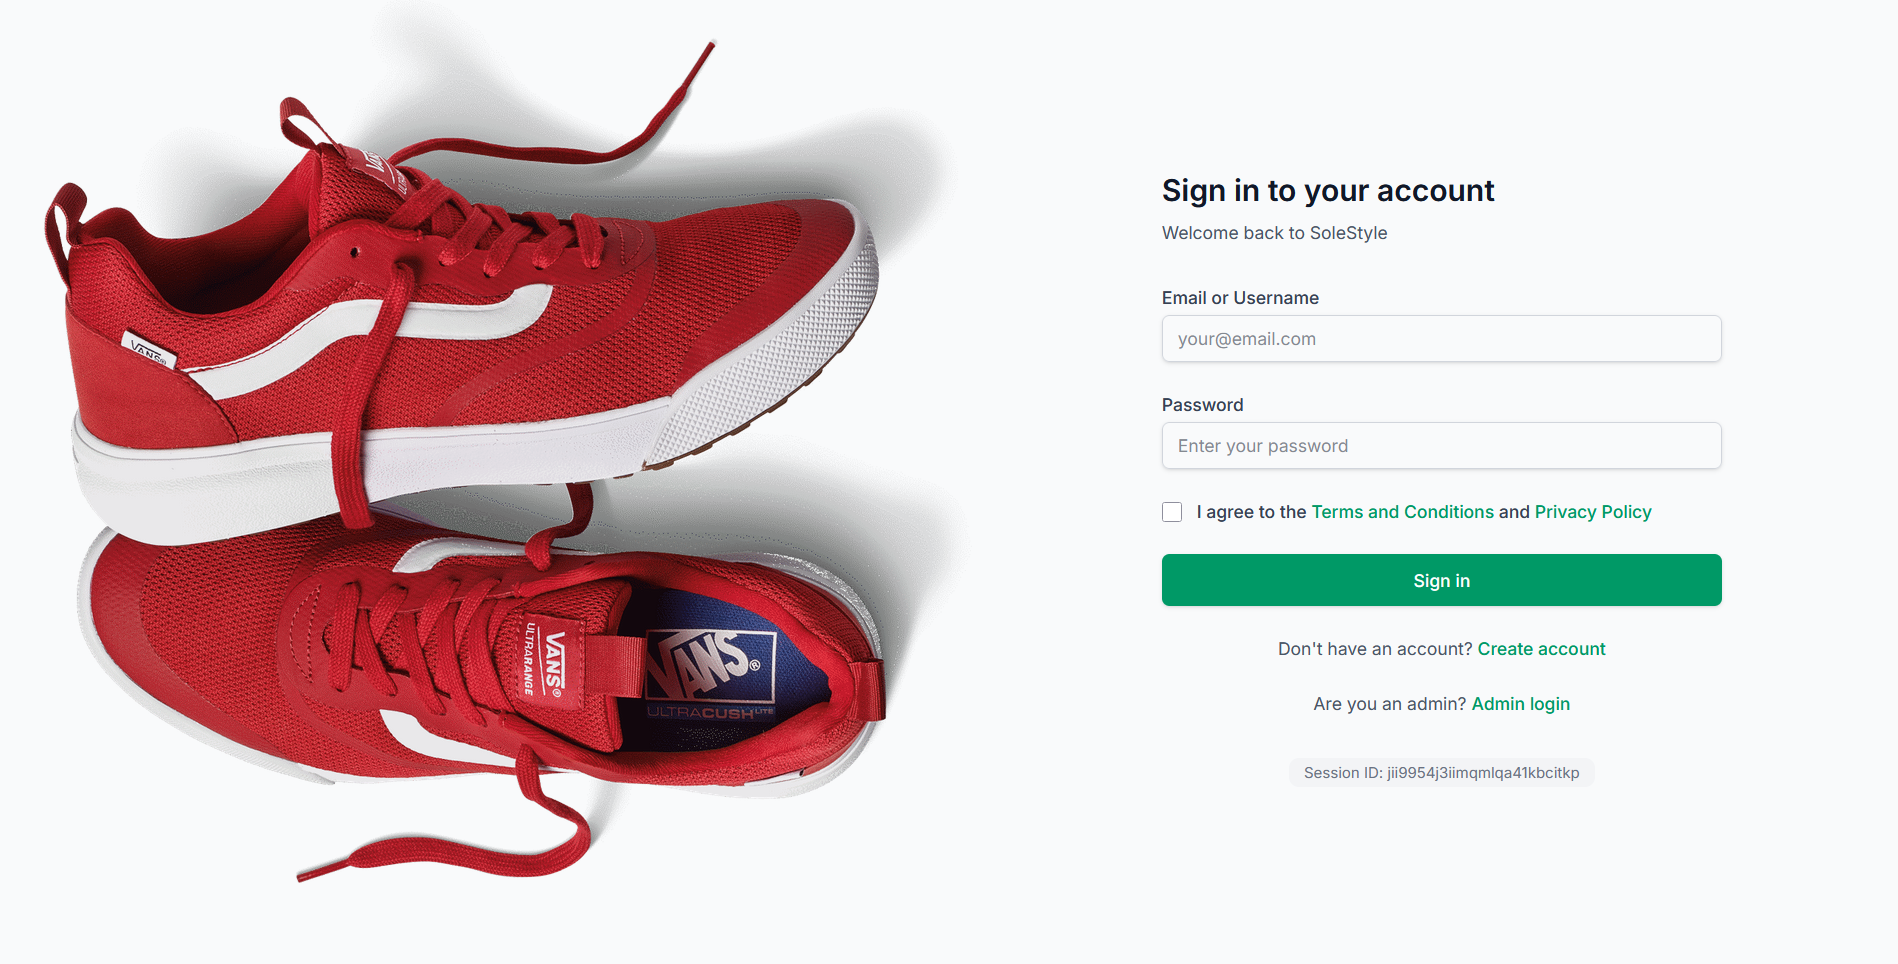 VANS
VANS
Sign in to your account
Welcome back to SoleStyle
Email or Username
your@email.com
Password
Enter your password
I agree to the Terms and Conditions and Privacy Policy
Sign in
Don't have an account? Create account
Are you an admin? Admin login
Session ID: jii9954j3iimqmlqa41kbcitkp
VANS®
ULTRARANGE
VANS®
ULTRACUSH LITE